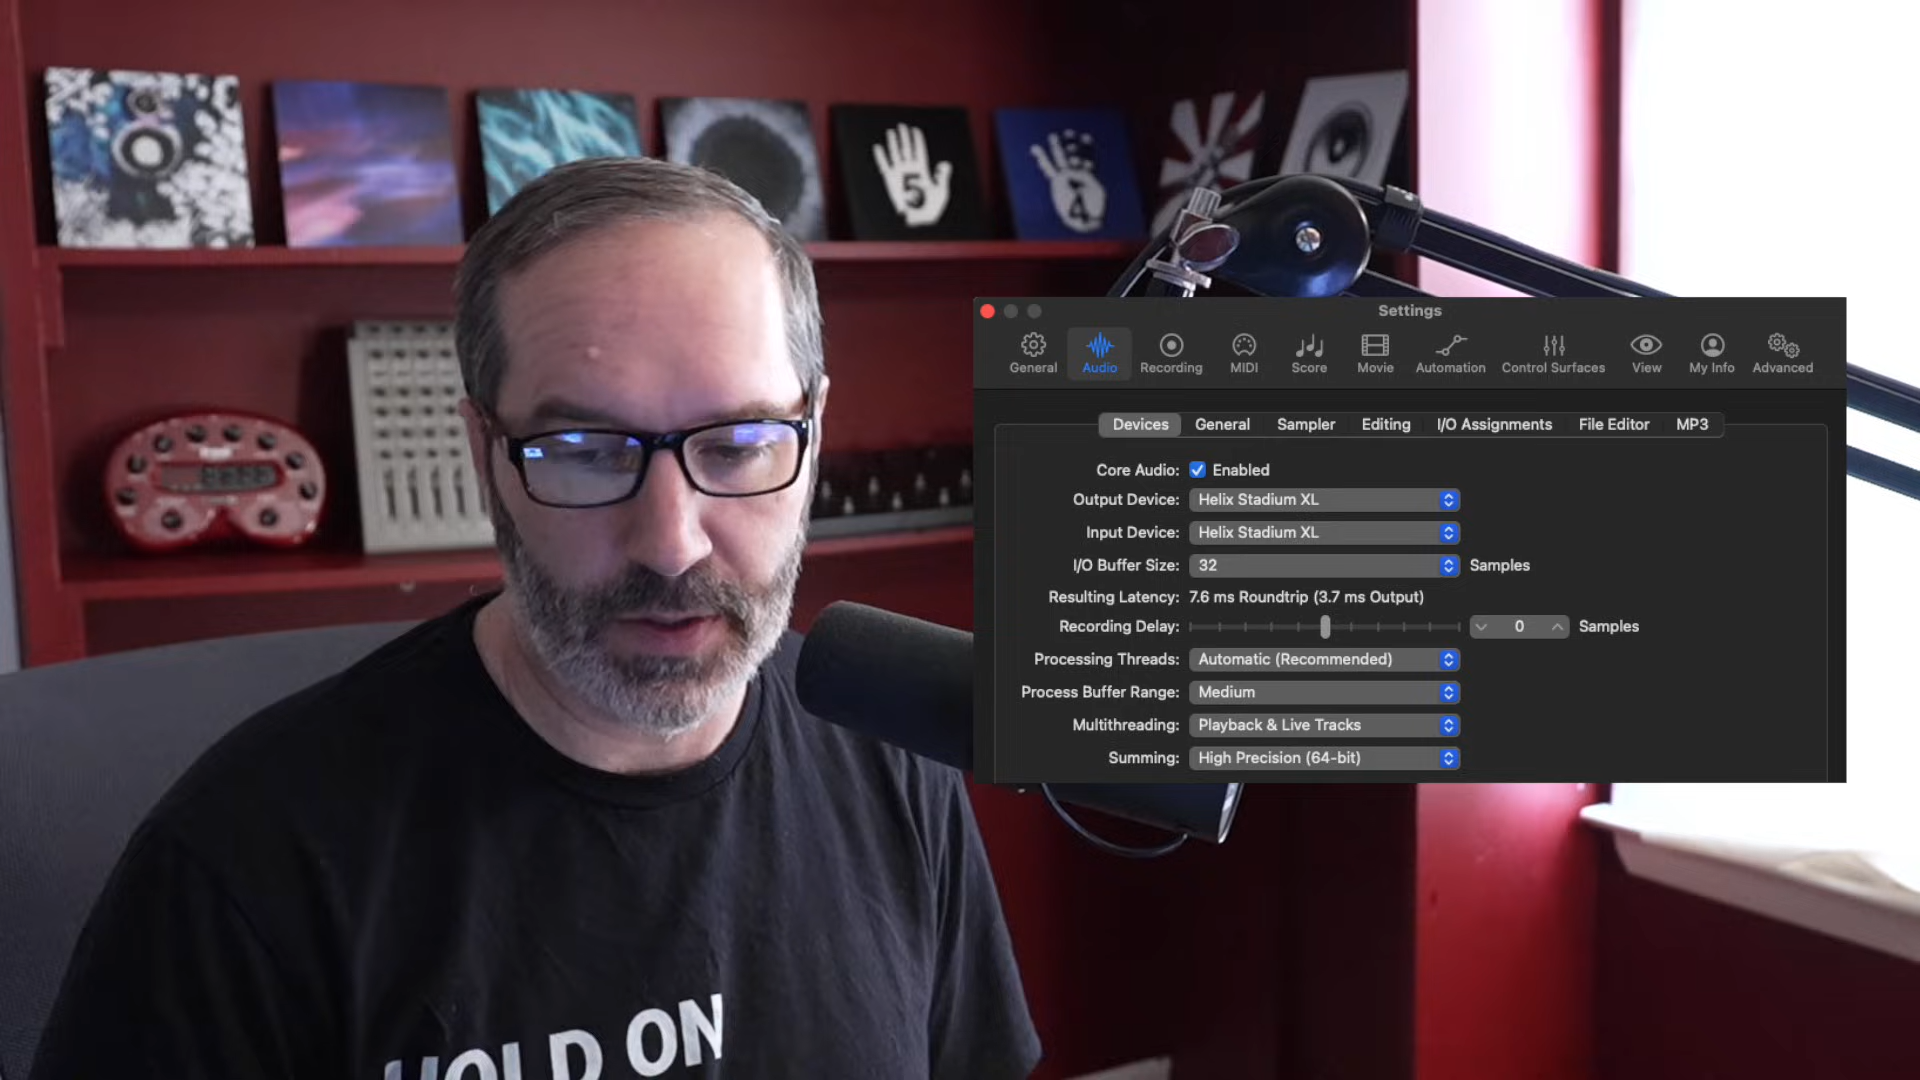 5
4
Settings
General Audio Recording MIDI Score Movie Automation Control Surfaces View My Info Advanced
Devices General Sampler Editing I/O Assignments File Editor MP3
Core Audio: Enabled
Output Device: Helix Stadium XL
Input Device: Helix Stadium XL
I/O Buffer Size: 32 Samples
Resulting Latency: 7.6 ms Roundtrip (3.7 ms Output)
Recording Delay: 0 Samples
Processing Threads: Automatic (Recommended)
Process Buffer Range: Medium
Multithreading: Playback & Live Tracks
Summing: High Precision (64-bit)
HOLD ON